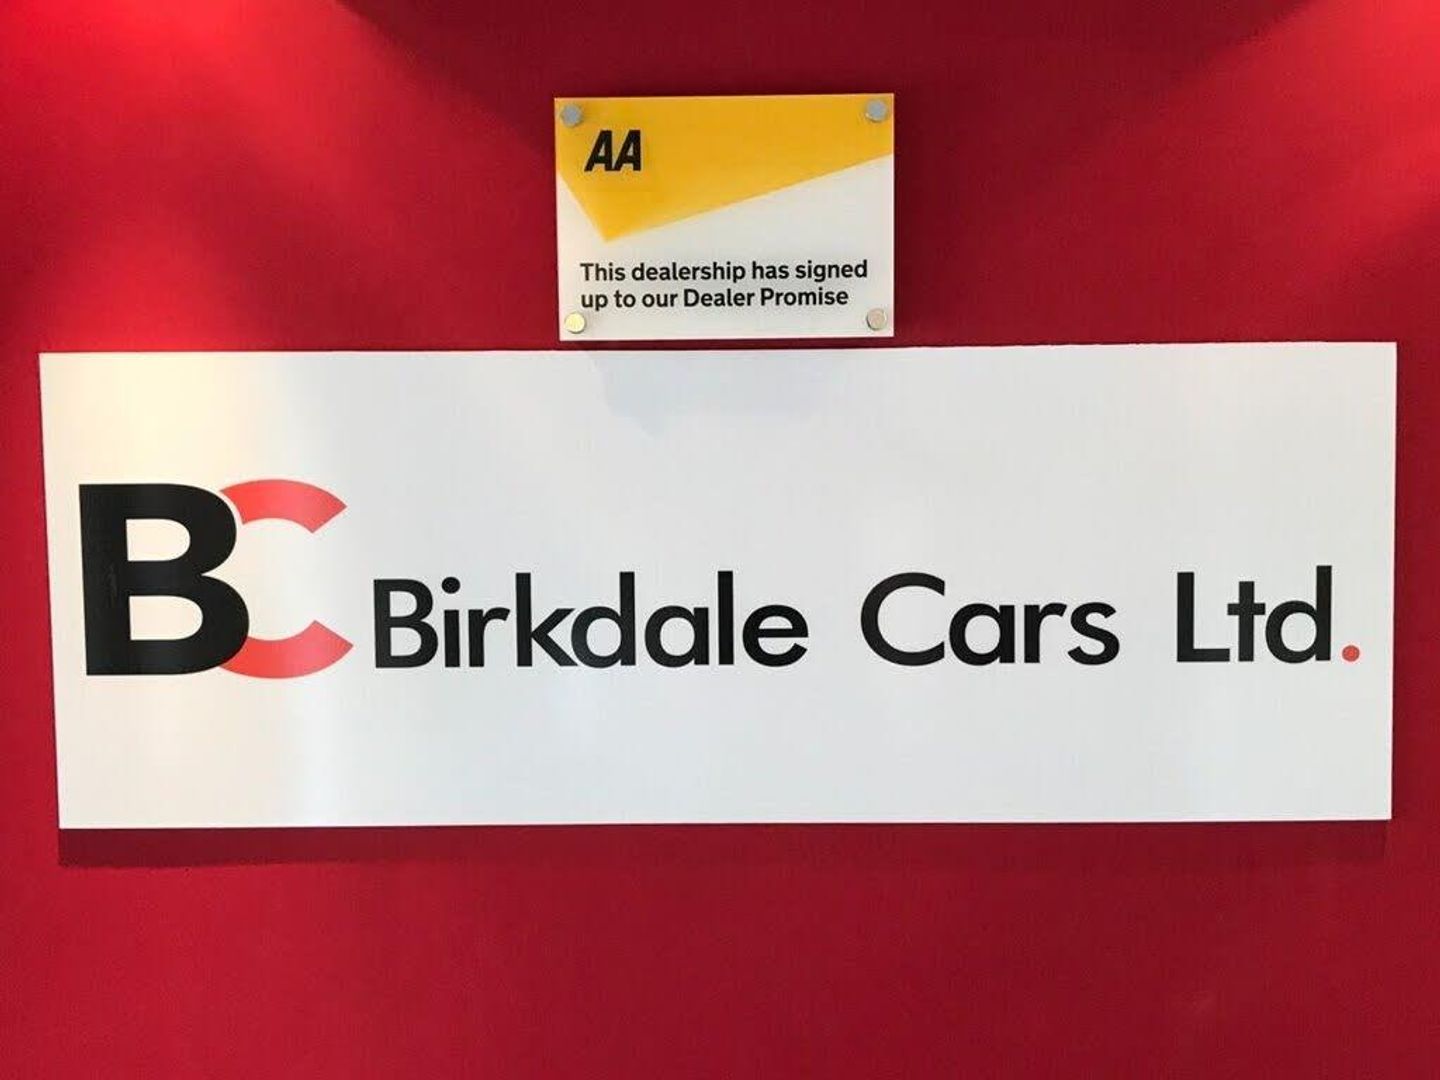 AA
This dealership has signed
up to our Dealer Promise
BC Birkdale Cars Ltd.